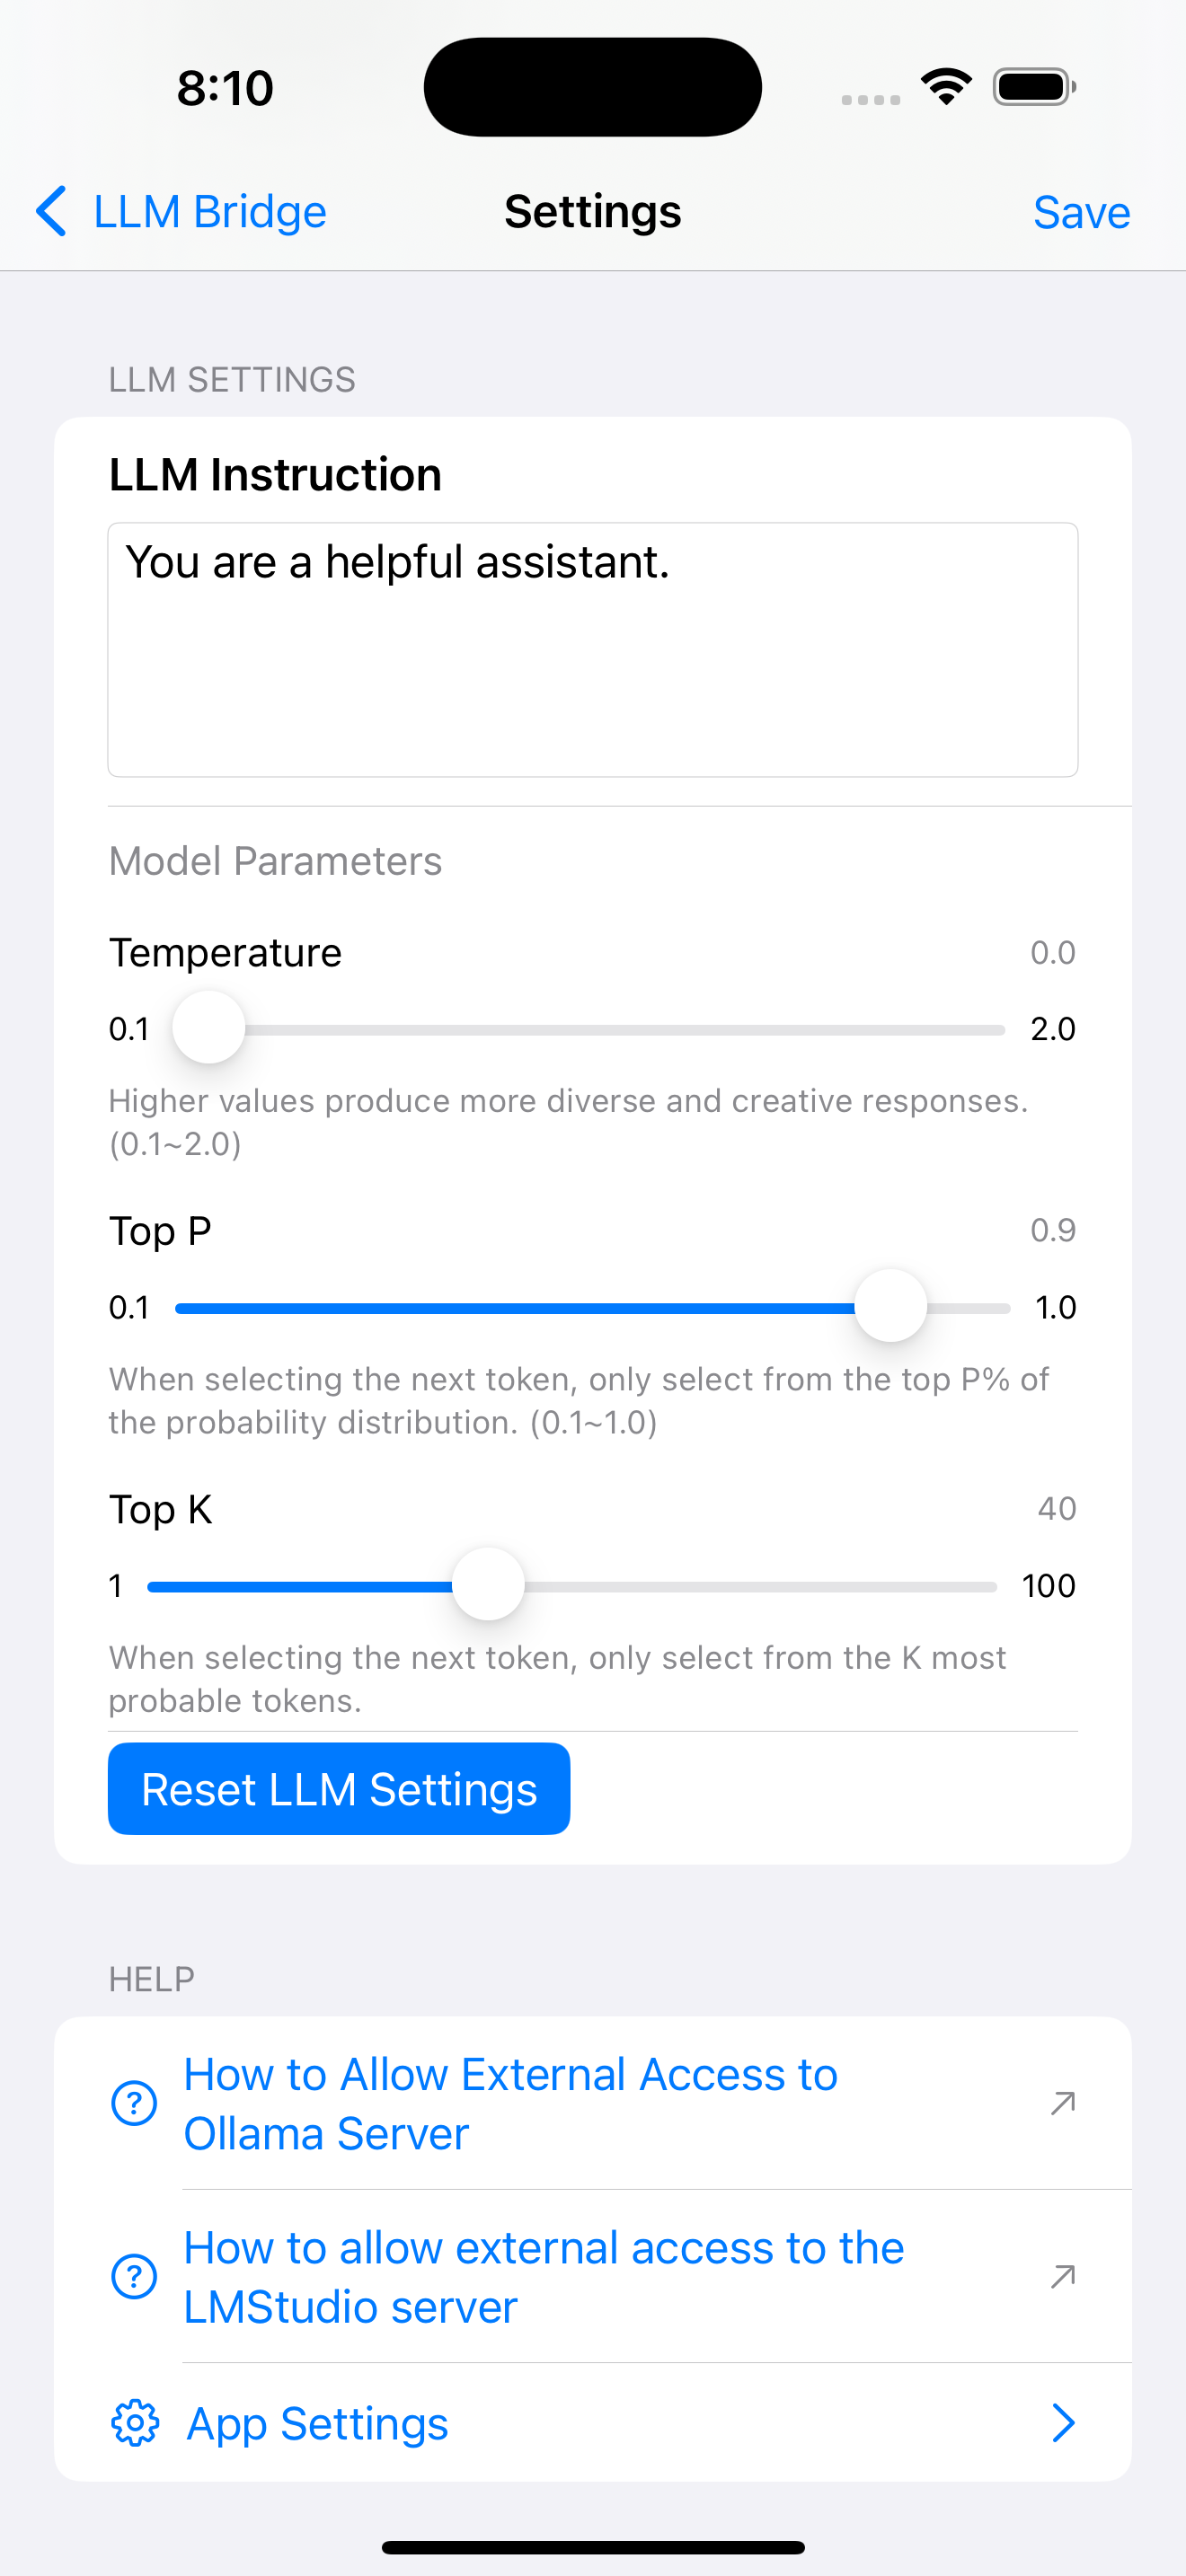 8:10
LLM Bridge
Settings
Save
LLM SETTINGS
LLM Instruction
You are a helpful assistant.
Model Parameters
Temperature
0.0
0.1
2.0
Higher values produce more diverse and creative responses.
(0.1~2.0)
Top P
0.9
0.1
1.0
When selecting the next token, only select from the top P% of
the probability distribution. (0.1~1.0)
Top K
40
1
100
When selecting the next token, only select from the K most
probable tokens.
Reset LLM Settings
HELP
How to Allow External Access to
Ollama Server
How to allow external access to the
LMStudio server
App Settings